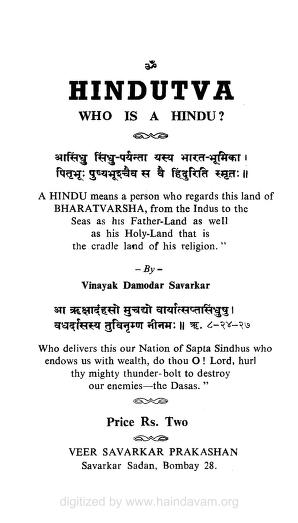 ॐ
HINDUTVA
WHO IS A HINDU?
आसिंधु सिंधु-पर्यन्ता यस्य भारत-भूमिका ।
पितृभूः पुण्यभूश्चैव स वै हिंदुरिति स्मृतः ॥
A HINDU means a person who regards this land of
BHARATVARSHA, from the Indus to the
Seas as his Father-Land as well
as his Holy-Land that is
the cradle land of his religion. "
– By –
Vinayak Damodar Savarkar
आ ऋक्षादंहसो मुचद्यो वार्यात्सप्तसिंधुषु ।
वधर्दासस्य तुविनृम्ण नीनमः ॥ ऋ. ८-२४-२७
Who delivers this our Nation of Sapta Sindhus who
endows us with wealth, do thou O ! Lord, hurl
thy mighty thunder-bolt to destroy
our enemies—the Dasas. "
Price Rs. Two
VEER SAVARKAR PRAKASHAN
Savarkar Sadan, Bombay 28.
digitized by www.haindavam.org